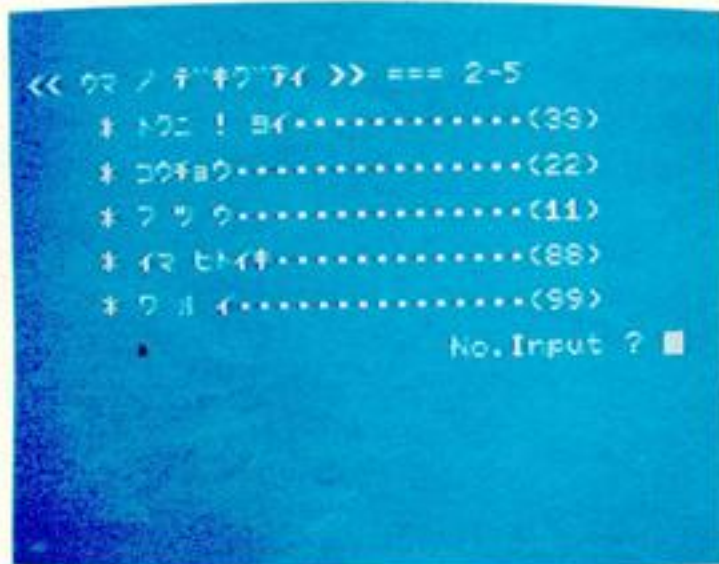 << ウマ ノ デキグアイ >> === 2-5
* トクニ ! ヨイ・・・・・・・・・・・・・(33)
* コウチョウ・・・・・・・・・・・・・・・・(22)
* フ ツ ウ・・・・・・・・・・・・・・・・(11)
* イマ ヒトイキ・・・・・・・・・・・・・・(88)
* ワ ル イ・・・・・・・・・・・・・・・・(99)
No.Input ?